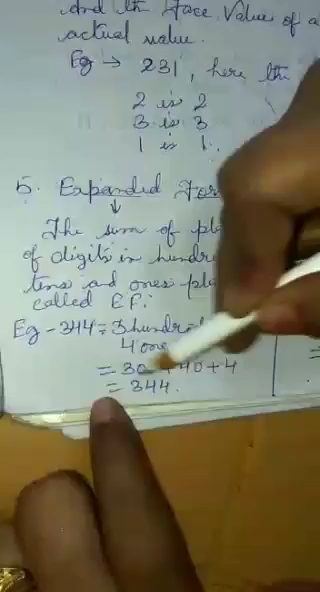 and the Face Value of a
actual value.
Eg → 231, here the
2 is 2
3 is 3
1 is 1.
5. Expanded For
The sum of pl
of digits in hundre
tens and ones pla
called E.F.
Eg - 344 = 3 hundred
4 one
= 30 + 40 + 4
= 344.